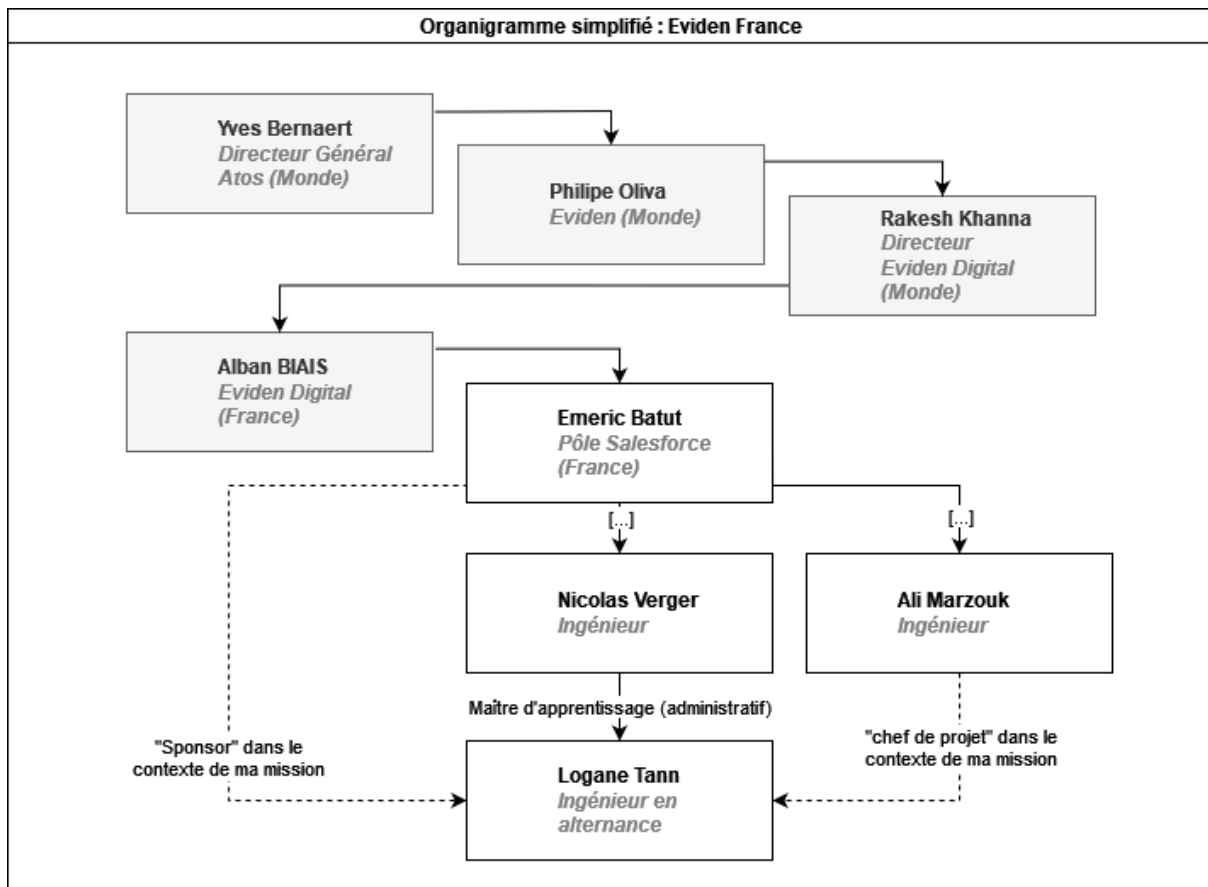 Organigramme simplifié : Eviden France
Yves Bernaert
Directeur Général
Atos (Monde)
Philipe Oliva
Eviden (Monde)
Rakesh Khanna
Directeur
Eviden Digital
(Monde)
Alban BIAIS
Eviden Digital
(France)
Emeric Batut
Pôle Salesforce
(France)
[...]
[...]
Nicolas Verger
Ingénieur
Ali Marzouk
Ingénieur
Maître d'apprentissage (administratif)
"Sponsor" dans le
contexte de ma mission
"chef de projet" dans le
contexte de ma mission
Logane Tann
Ingénieur en
alternance